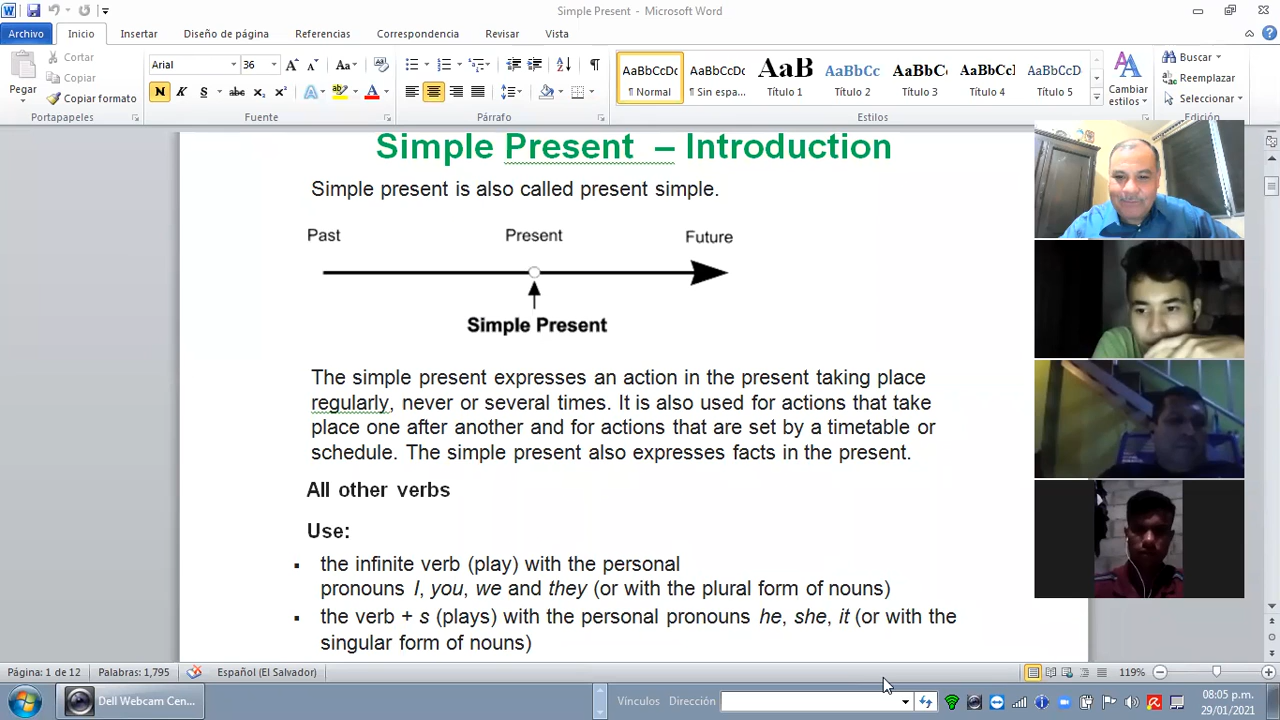 Simple Present - Microsoft Word
Archivo Inicio Insertar Diseño de página Referencias Correspondencia Revisar Vista
Pegar
Cortar
Copiar
Copiar formato
Portapapeles
Arial 36
Fuente
Párrafo
AaBbCcDc AaBbCcDc AaB AaBbCc AaBbC AaBbCcI AaBbCcD
¶ Normal ¶ Sin espa... Título 1 Título 2 Título 3 Título 4 Título 5
Estilos
Cambiar
estilos
Buscar
Reemplazar
Seleccionar
Edición
Simple Present – Introduction
Simple present is also called present simple.
Past Present Future
Simple Present
The simple present expresses an action in the present taking place
regularly, never or several times. It is also used for actions that take
place one after another and for actions that are set by a timetable or
schedule. The simple present also expresses facts in the present.
All other verbs
Use:
▪ the infinite verb (play) with the personal
pronouns I, you, we and they (or with the plural form of nouns)
▪ the verb + s (plays) with the personal pronouns he, she, it (or with the
singular form of nouns)
Página: 1 de 12 Palabras: 1,795 Español (El Salvador) 119%
Dell Webcam Cen... Vínculos Dirección 08:05 p.m.
29/01/2021